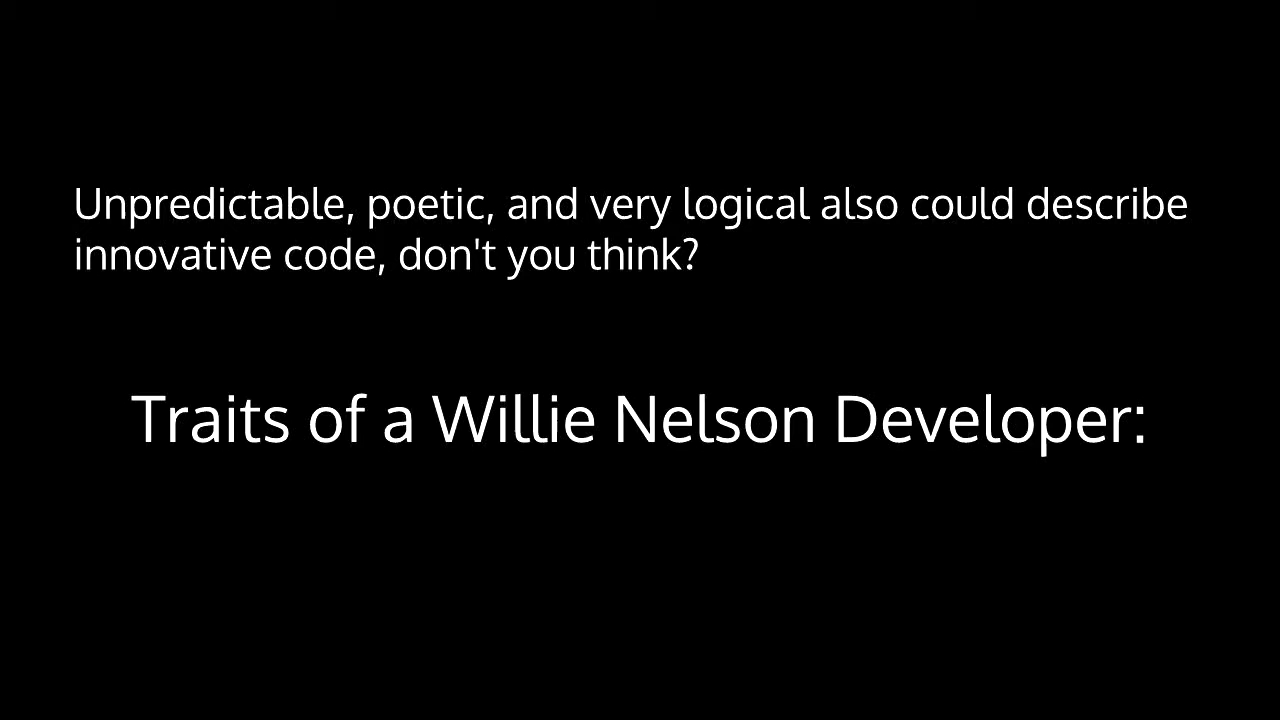 Unpredictable, poetic, and very logical also could describe
innovative code, don't you think?
Traits of a Willie Nelson Developer: